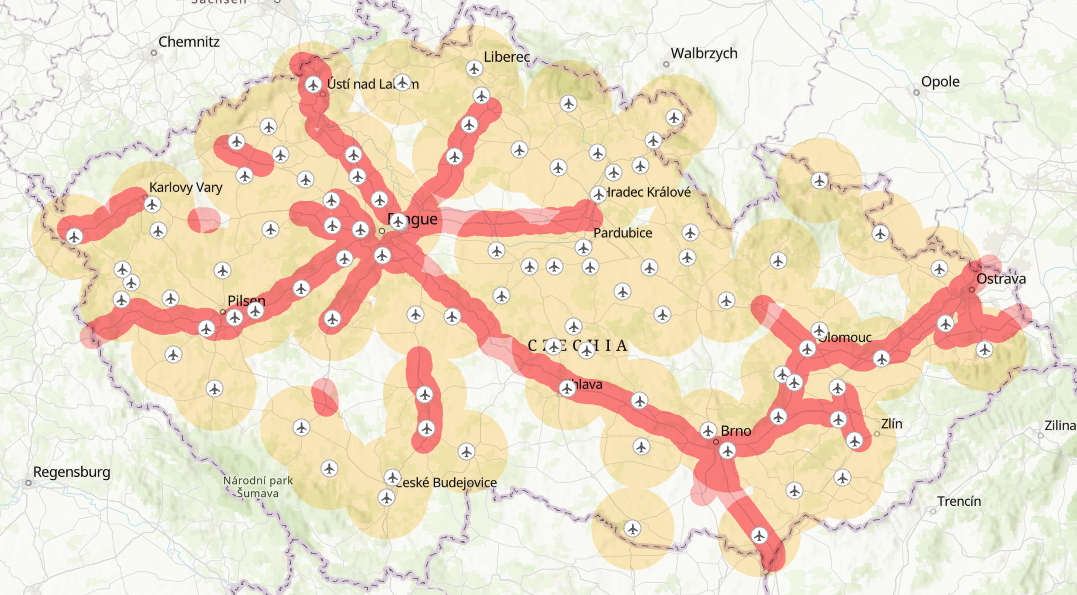 Sachsen
Chemnitz
Liberec
Walbrzych
Ústí nad La m
Opole
Karlovy Vary
Hradec Králové
Prague
Pardubice
Ostrava
Pilsen
CZECHIA
Olomouc
Jihlava
Brno
Zlín
Zilina
Regensburg
Národní park
Šumava
České Budejovice
Trencín